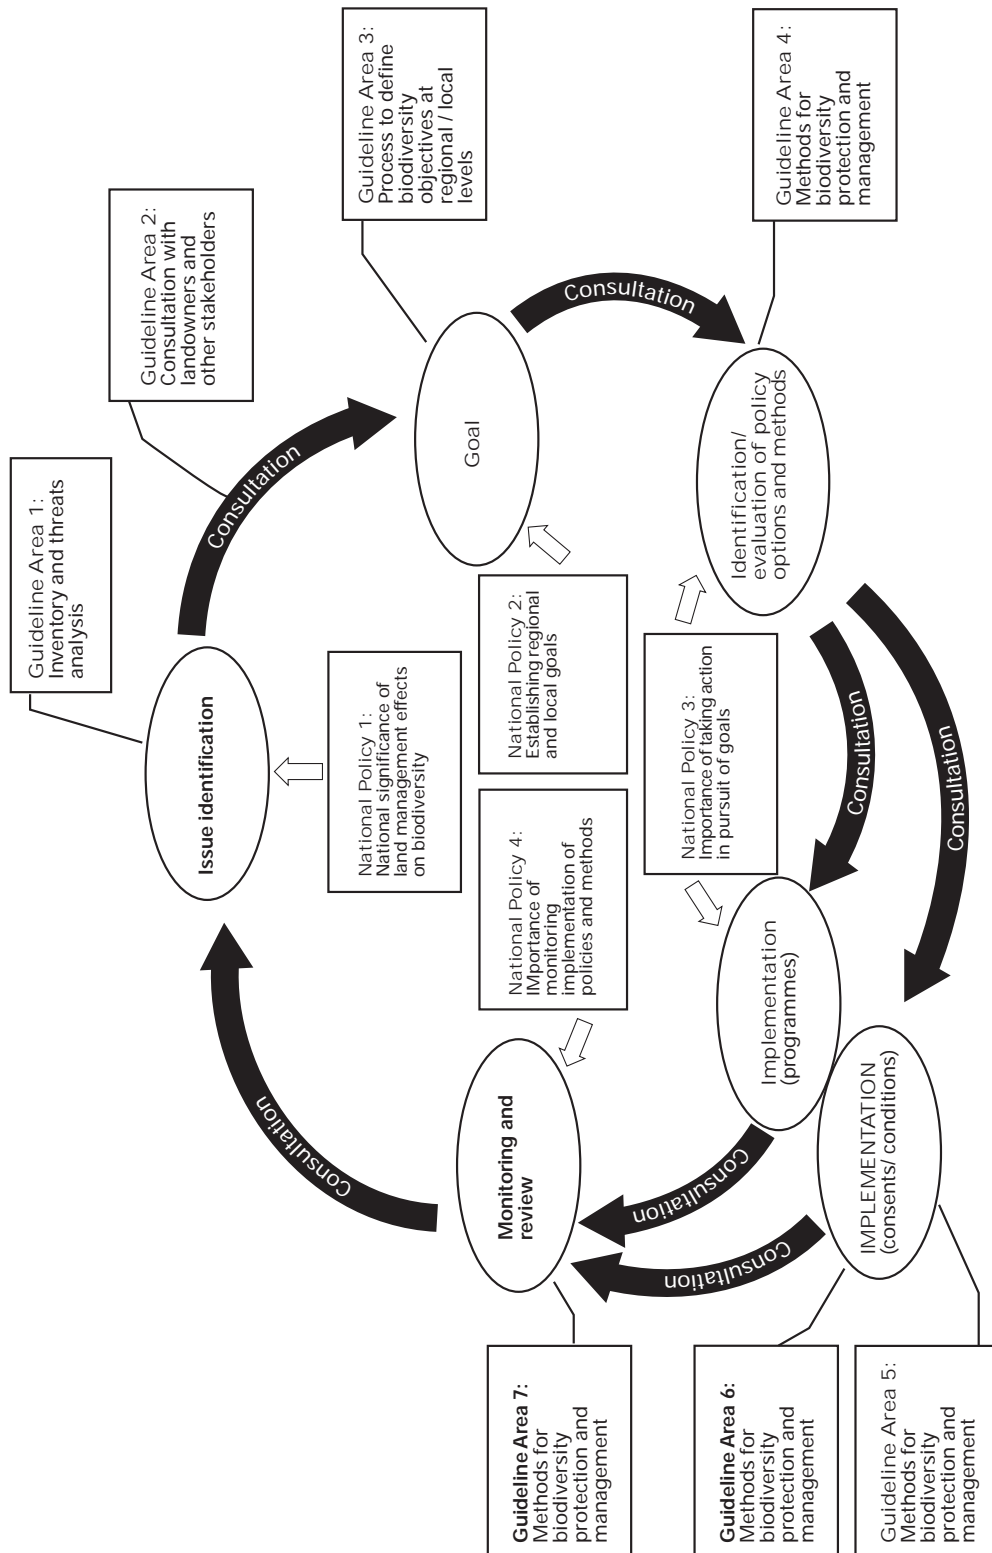 Guideline Area 1:
Inventory and threats
analysis
Guideline Area 2:
Consultation with
landowners and
other stakeholders
Guideline Area 3:
Process to define
biodiversity
objectives at
regional / local
levels
Guideline Area 4:
Methods for
biodiversity
protection and
management
Issue identification
Consultation
Goal
Consultation
Identification/
evaluation of policy
options and methods
National Policy 1:
National significance of
land management effects
on biodiversity
National Policy 2:
Establishing regional
and local goals
National Policy 3:
Importance of taking action
in pursuit of goals
National Policy 4:
IMportance of
monitoring
implementation of
policies and methods
Consultation
Consultation
Implementation
(programmes)
IMPLEMENTATION
(consents/ conditions)
Consultation
Consultation
Monitoring and
review
Consultation
Guideline Area 7:
Methods for
biodiversity
protection and
management
Guideline Area 6:
Methods for
biodiversity
protection and
management
Guideline Area 5:
Methods for
biodiversity
protection and
management